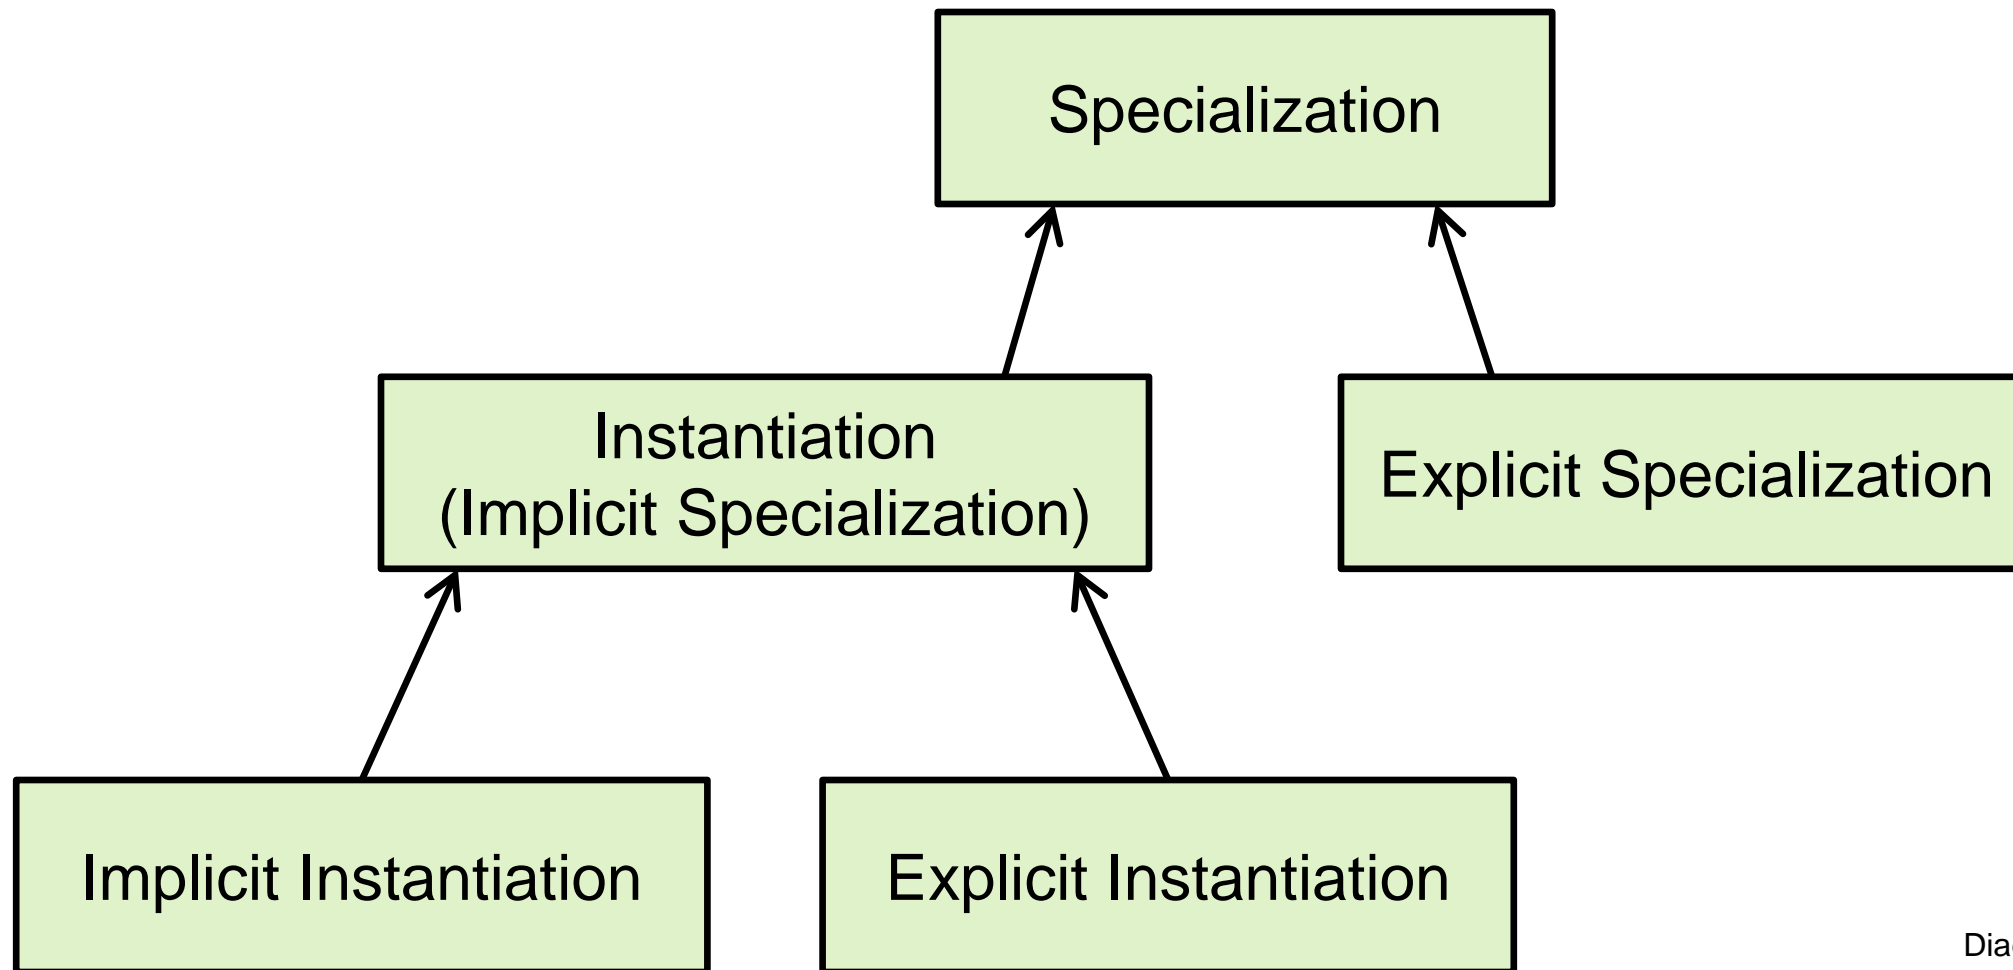 Specialization
Instantiation
(Implicit Specialization)
Explicit Specialization
Implicit Instantiation
Explicit Instantiation